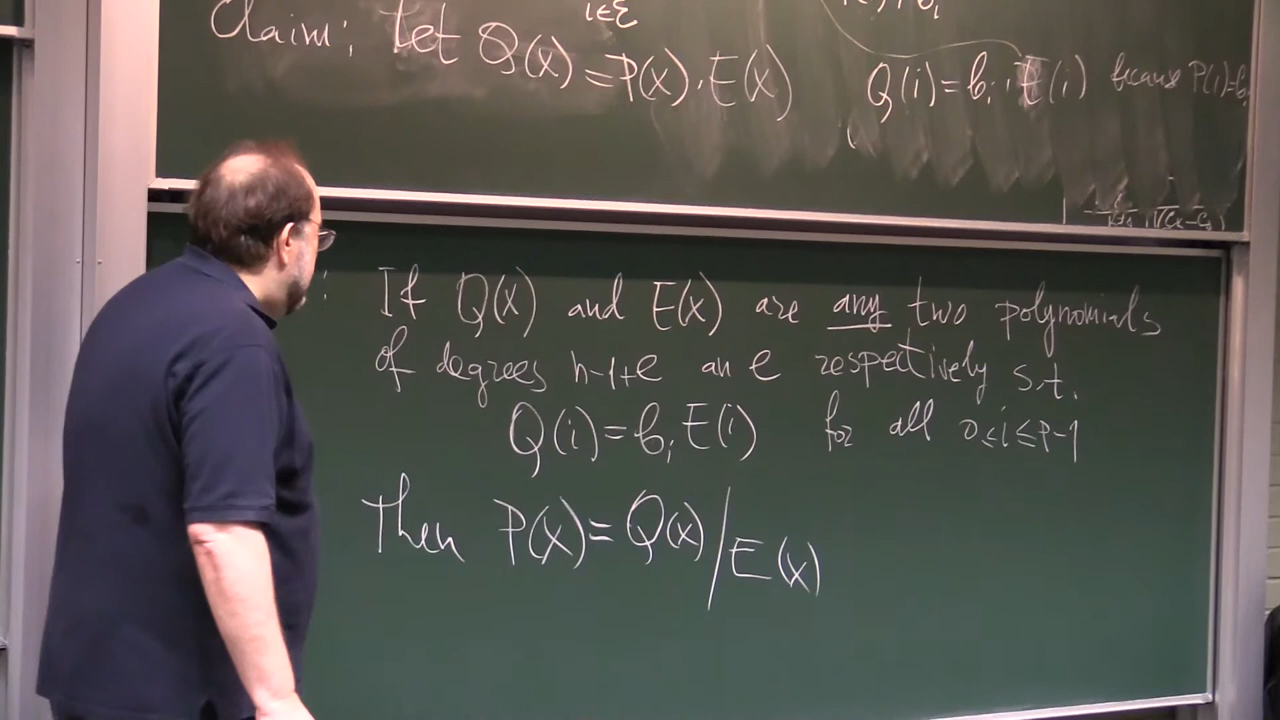 i∈Ɛ
Claim: let Q(x) = P(x).E(x)
Q(i) = b_i . E(i) because P(i)=b_i
: If Q(x) and E(x) are any two polynomials
of degrees n-1+e an e respectively s.t.
Q(i) = b_i E(i) for all 0≤i≤p-1
Then P(x) = Q(x)/E(x)